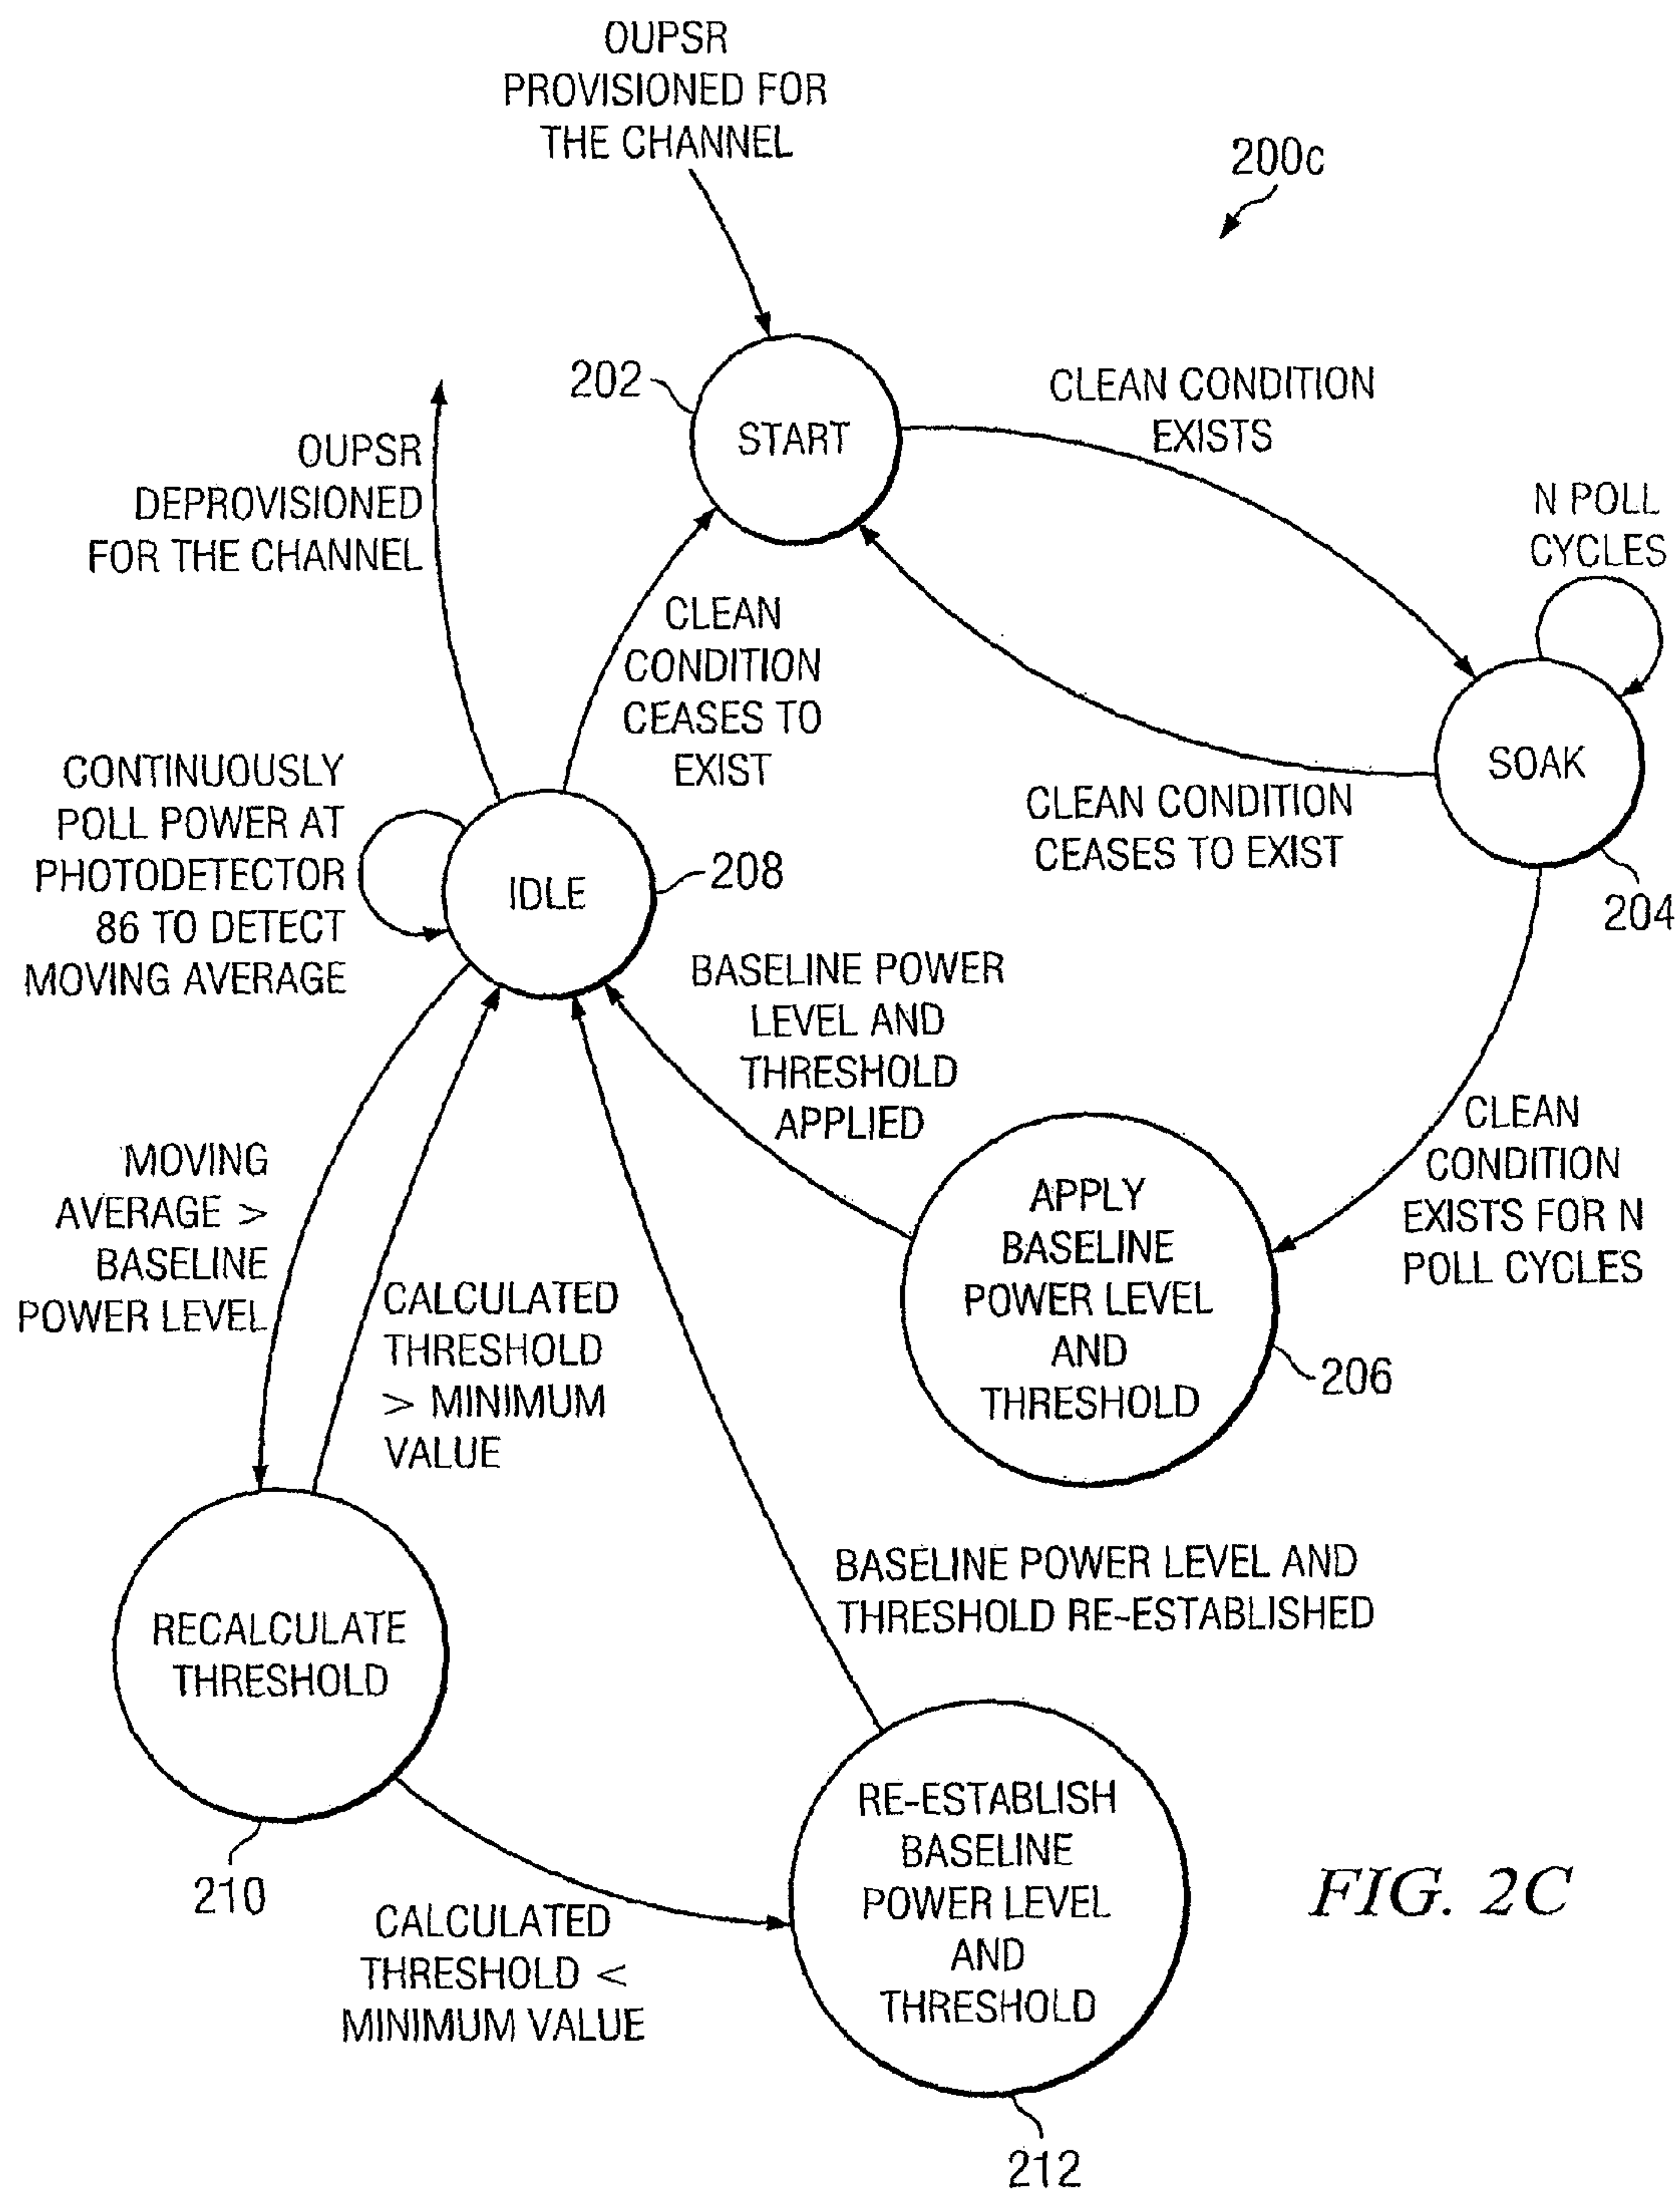 OUPSR
PROVISIONED FOR
THE CHANNEL
200c
202
START
CLEAN CONDITION
EXISTS
N POLL
CYCLES
OUPSR
DEPROVISIONED
FOR THE CHANNEL
CLEAN
CONDITION
CEASES TO
EXIST
SOAK
204
CLEAN CONDITION
CEASES TO EXIST
CONTINUOUSLY
POLL POWER AT
PHOTODETECTOR
86 TO DETECT
MOVING AVERAGE
IDLE
208
BASELINE POWER
LEVEL AND
THRESHOLD
APPLIED
CLEAN
CONDITION
EXISTS FOR N
POLL CYCLES
APPLY
BASELINE
POWER LEVEL
AND
THRESHOLD
206
MOVING
AVERAGE >
BASELINE
POWER LEVEL
CALCULATED
THRESHOLD
> MINIMUM
VALUE
BASELINE POWER LEVEL AND
THRESHOLD RE-ESTABLISHED
RECALCULATE
THRESHOLD
210
CALCULATED
THRESHOLD <
MINIMUM VALUE
RE-ESTABLISH
BASELINE
POWER LEVEL
AND
THRESHOLD
212
FIG. 2C